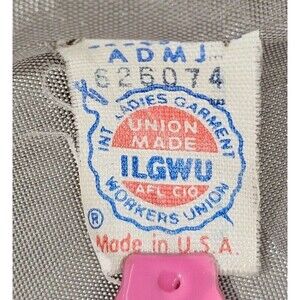 ADMJ
626074
INT LADIES GARMENT
UNION
MADE
ILGWU
AFL CIO
WORKERS UNION
®
Made in U.S.A.